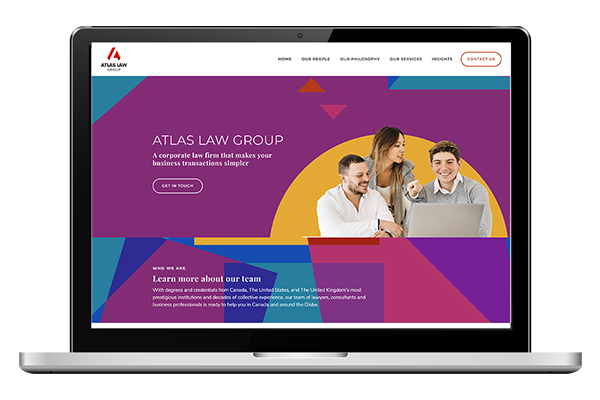 ATLAS LAW
GROUP
HOME OUR PEOPLE OUR PHILOSOPHY OUR SERVICES INSIGHTS CONTACT US
ATLAS LAW GROUP
A corporate law firm that makes your
business transactions simpler
GET IN TOUCH
WHO WE ARE
Learn more about our team
With degrees and credentials from Canada, The United States, and The United Kingdom's most
prestigious institutions and decades of collective experience, our team of lawyers, consultants and
business professionals is ready to help you in Canada and around the Globe.